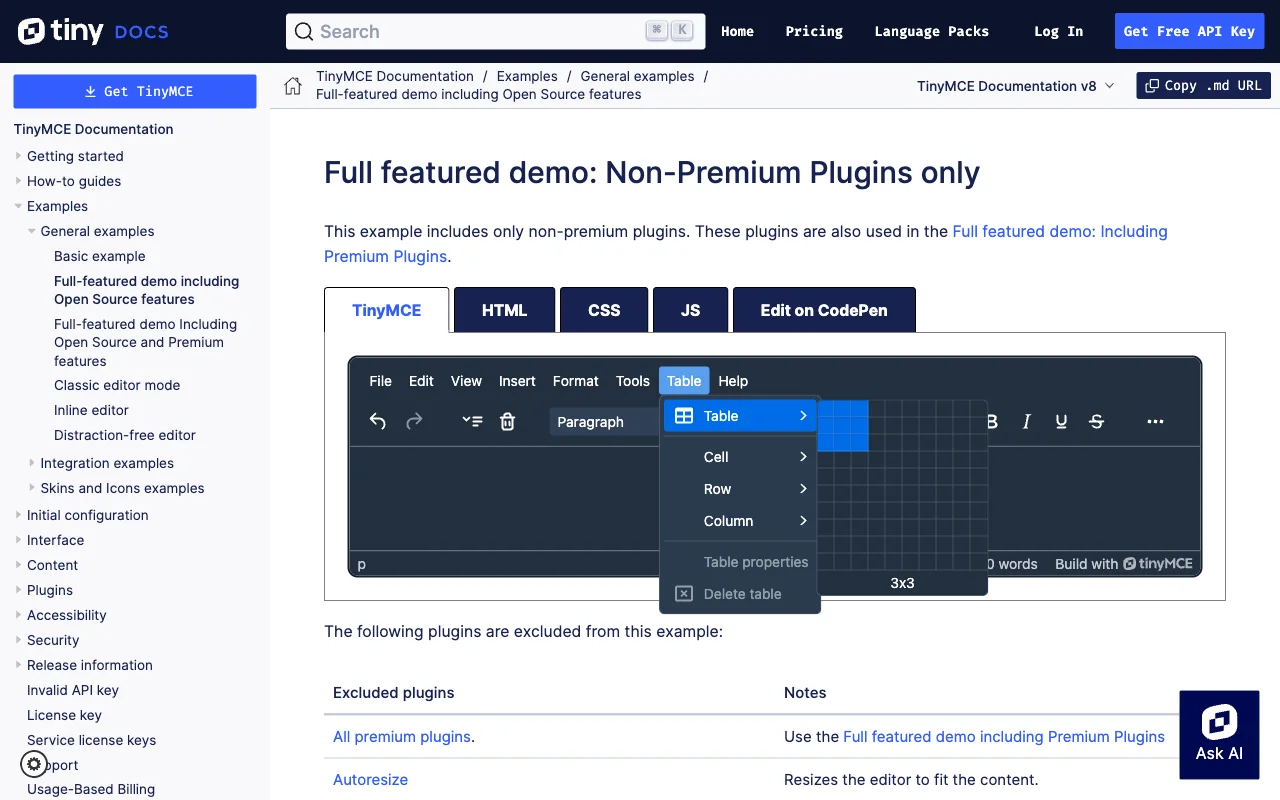 tiny DOCS
Search
⌘ K
Home
Pricing
Language Packs
Log In
Get Free API Key
Get TinyMCE
TinyMCE Documentation
Getting started
How-to guides
Examples
General examples
Basic example
Full-featured demo including
Open Source features
Full-featured demo Including
Open Source and Premium
features
Classic editor mode
Inline editor
Distraction-free editor
Integration examples
Skins and Icons examples
Initial configuration
Interface
Content
Plugins
Accessibility
Security
Release information
Invalid API key
License key
Service license keys
pport
Usage-Based Billing
TinyMCE Documentation / Examples / General examples /
Full-featured demo including Open Source features
TinyMCE Documentation v8
Copy .md URL
Full featured demo: Non-Premium Plugins only
This example includes only non-premium plugins. These plugins are also used in the Full featured demo: Including
Premium Plugins.
TinyMCE
HTML
CSS
JS
Edit on CodePen
File Edit View Insert Format Tools Table Help
Paragraph
B I U S
Table
Cell
Row
Column
Table properties
Delete table
3x3
p
0 words
Build with tinyMCE
The following plugins are excluded from this example:
Excluded plugins Notes
All premium plugins. Use the Full featured demo including Premium Plugins
Autoresize Resizes the editor to fit the content.
Ask AI